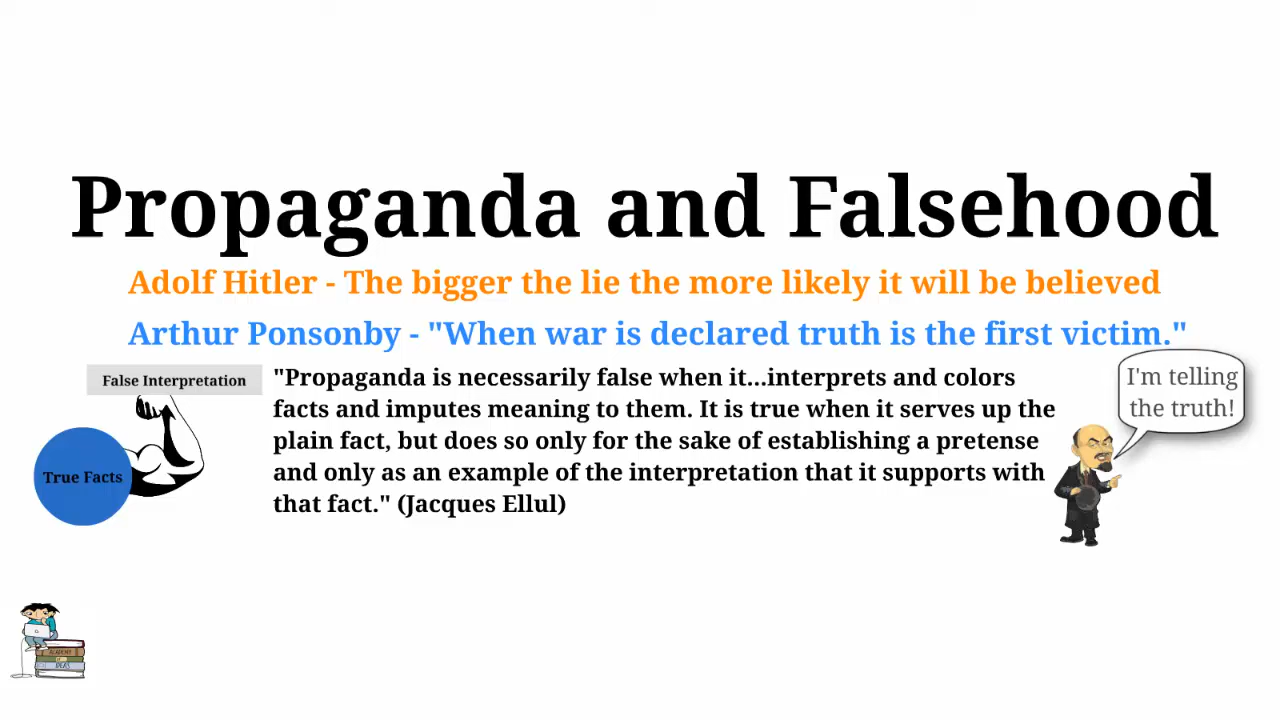 Propaganda and Falsehood
Adolf Hitler - The bigger the lie the more likely it will be believed
Arthur Ponsonby - "When war is declared truth is the first victim."
False Interpretation
True Facts
"Propaganda is necessarily false when it...interprets and colors
facts and imputes meaning to them. It is true when it serves up the
plain fact, but does so only for the sake of establishing a pretense
and only as an example of the interpretation that it supports with
that fact." (Jacques Ellul)
I'm telling
the truth!
ACADEMY
OF
IDEAS